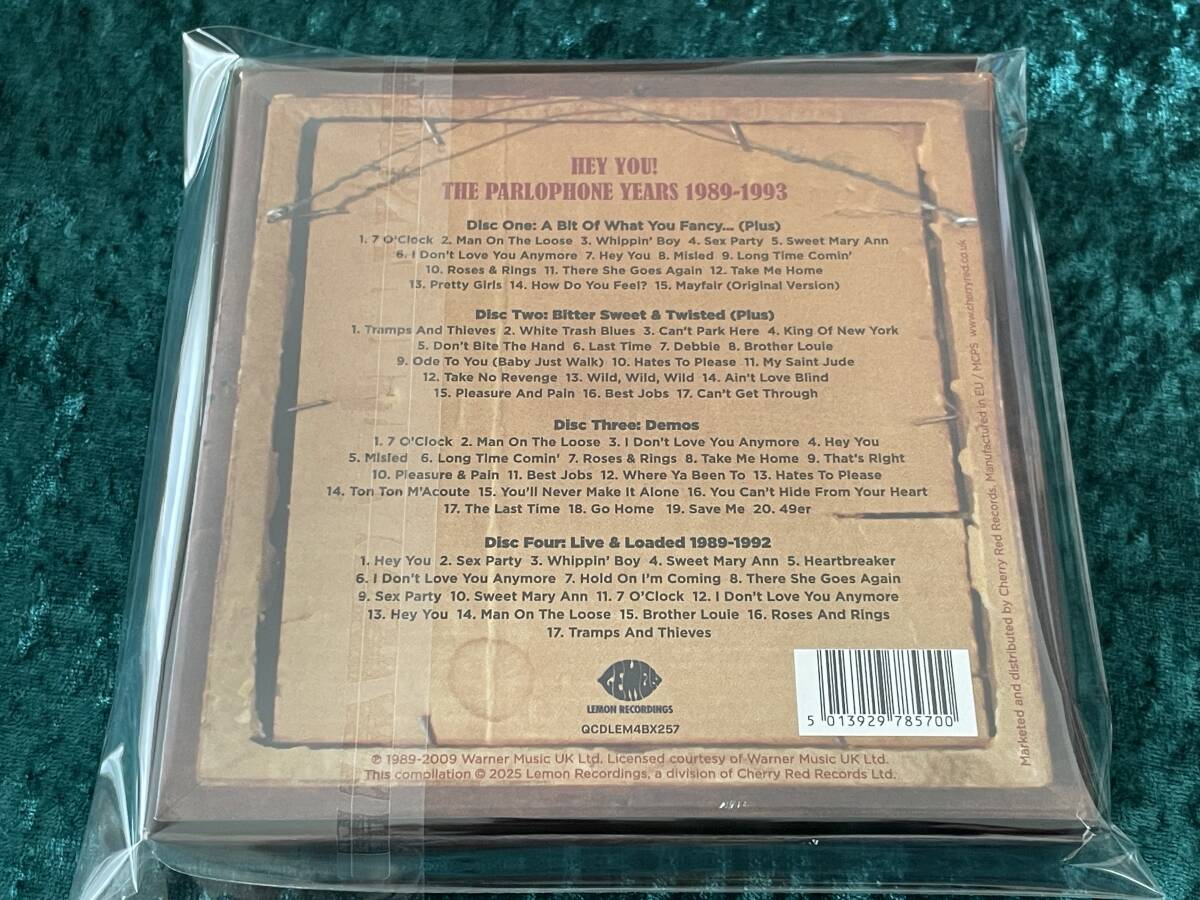 HEY YOU!
THE PARLOPHONE YEARS 1989-1993
Disc One: A Bit Of What You Fancy... (Plus)
1. 7 O'Clock 2. Man On The Loose 3. Whippin' Boy 4. Sex Party 5. Sweet Mary Ann
6. I Don't Love You Anymore 7. Hey You 8. Misled 9. Long Time Comin'
10. Roses & Rings 11. There She Goes Again 12. Take Me Home
13. Pretty Girls 14. How Do You Feel? 15. Mayfair (Original Version)
Disc Two: Bitter Sweet & Twisted (Plus)
1. Tramps And Thieves 2. White Trash Blues 3. Can't Park Here 4. King Of New York
5. Don't Bite The Hand 6. Last Time 7. Debbie 8. Brother Louie
9. Ode To You (Baby Just Walk) 10. Hates To Please 11. My Saint Jude
12. Take No Revenge 13. Wild, Wild, Wild 14. Ain't Love Blind
15. Pleasure And Pain 16. Best Jobs 17. Can't Get Through
Disc Three: Demos
1. 7 O'Clock 2. Man On The Loose 3. I Don't Love You Anymore 4. Hey You
5. Misled 6. Long Time Comin' 7. Roses & Rings 8. Take Me Home 9. That's Right
10. Pleasure & Pain 11. Best Jobs 12. Where Ya Been To 13. Hates To Please
14. Ton Ton M'Acoute 15. You'll Never Make It Alone 16. You Can't Hide From Your Heart
17. The Last Time 18. Go Home 19. Save Me 20. 49er
Disc Four: Live & Loaded 1989-1992
1. Hey You 2. Sex Party 3. Whippin' Boy 4. Sweet Mary Ann 5. Heartbreaker
6. I Don't Love You Anymore 7. Hold On I'm Coming 8. There She Goes Again
9. Sex Party 10. Sweet Mary Ann 11. 7 O'Clock 12. I Don't Love You Anymore
13. Hey You 14. Man On The Loose 15. Brother Louie 16. Roses And Rings
17. Tramps And Thieves
LEMON
LEMON RECORDINGS
QCDLEM4BX257
5 013929 785700
℗ 1989-2009 Warner Music UK Ltd. Licensed courtesy of Warner Music UK Ltd.
This compilation © 2025 Lemon Recordings, a division of Cherry Red Records Ltd.
Marketed and distributed by Cherry Red Records. Manufactured in EU / MCPS www.cherryred.co.uk